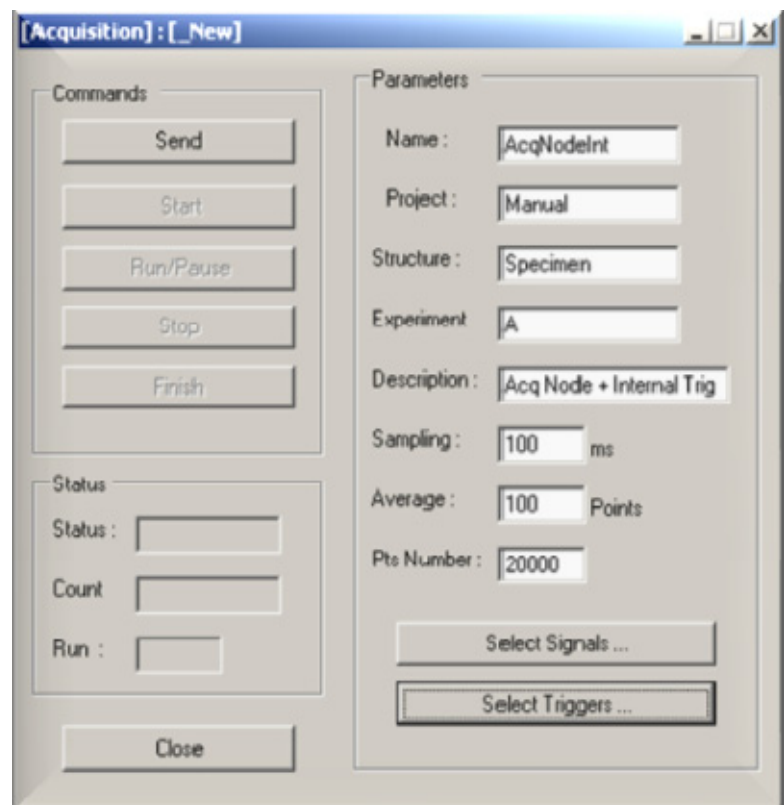 [Acquisition] : [_New]
Commands
Send
Start
Run/Pause
Stop
Finish
Status
Status :
Count
Run :
Close
Parameters
Name : AcqNodeInt
Project : Manual
Structure : Specimen
Experiment A
Description : Acq Node + Internal Trig
Sampling : 100 ms
Average : 100 Points
Pts Number : 20000
Select Signals ...
Select Triggers ...